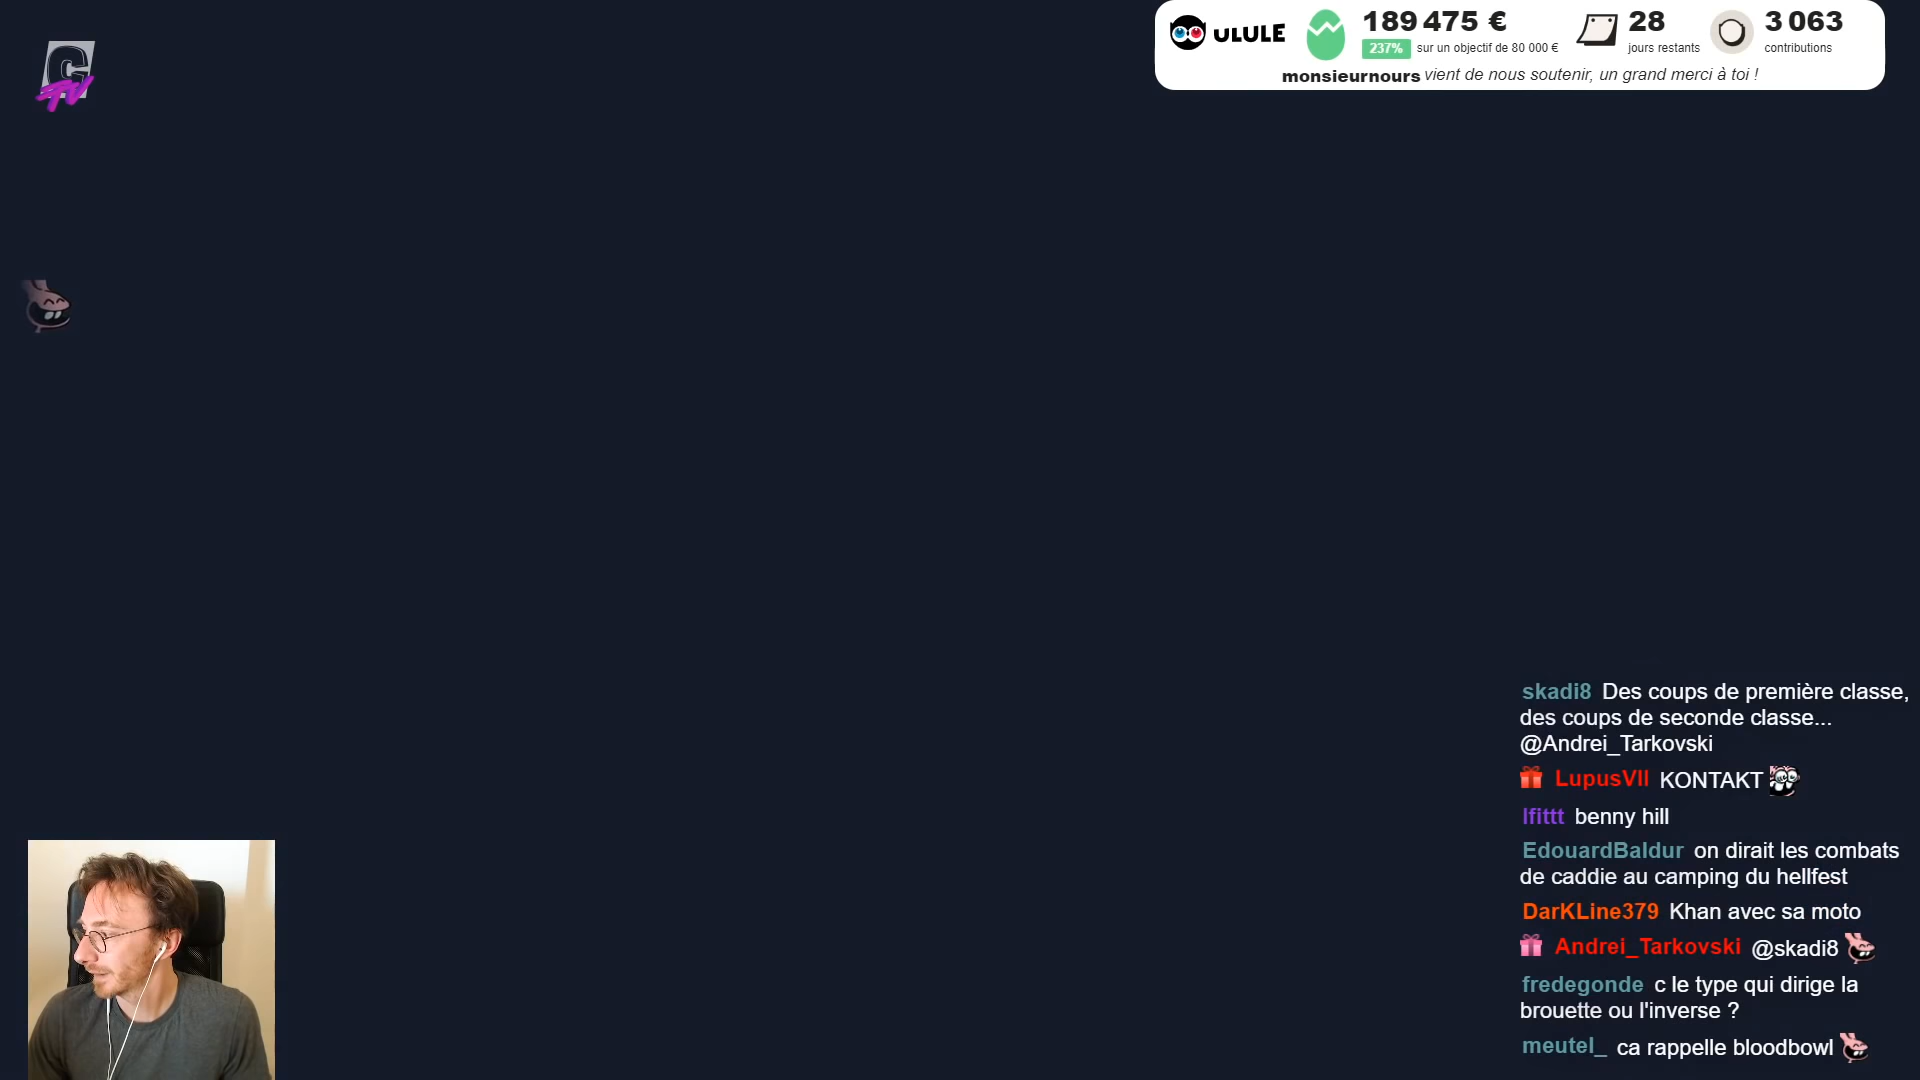 C
TV
ULULE
189 475 €
237% sur un objectif de 80 000 €
28
jours restants
3 063
contributions
monsieurnours vient de nous soutenir, un grand merci à toi !
skadi8 Des coups de première classe,
des coups de seconde classe...
@Andrei_Tarkovski
LupusVII KONTAKT
lfittt benny hill
EdouardBaldur on dirait les combats
de caddie au camping du hellfest
DarKLine379 Khan avec sa moto
Andrei_Tarkovski @skadi8
fredegonde c le type qui dirige la
brouette ou l'inverse ?
meutel_ ca rappelle bloodbowl